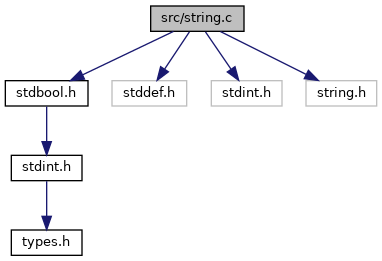 src/string.c
stdbool.h
stddef.h
stdint.h
string.h
stdint.h
types.h